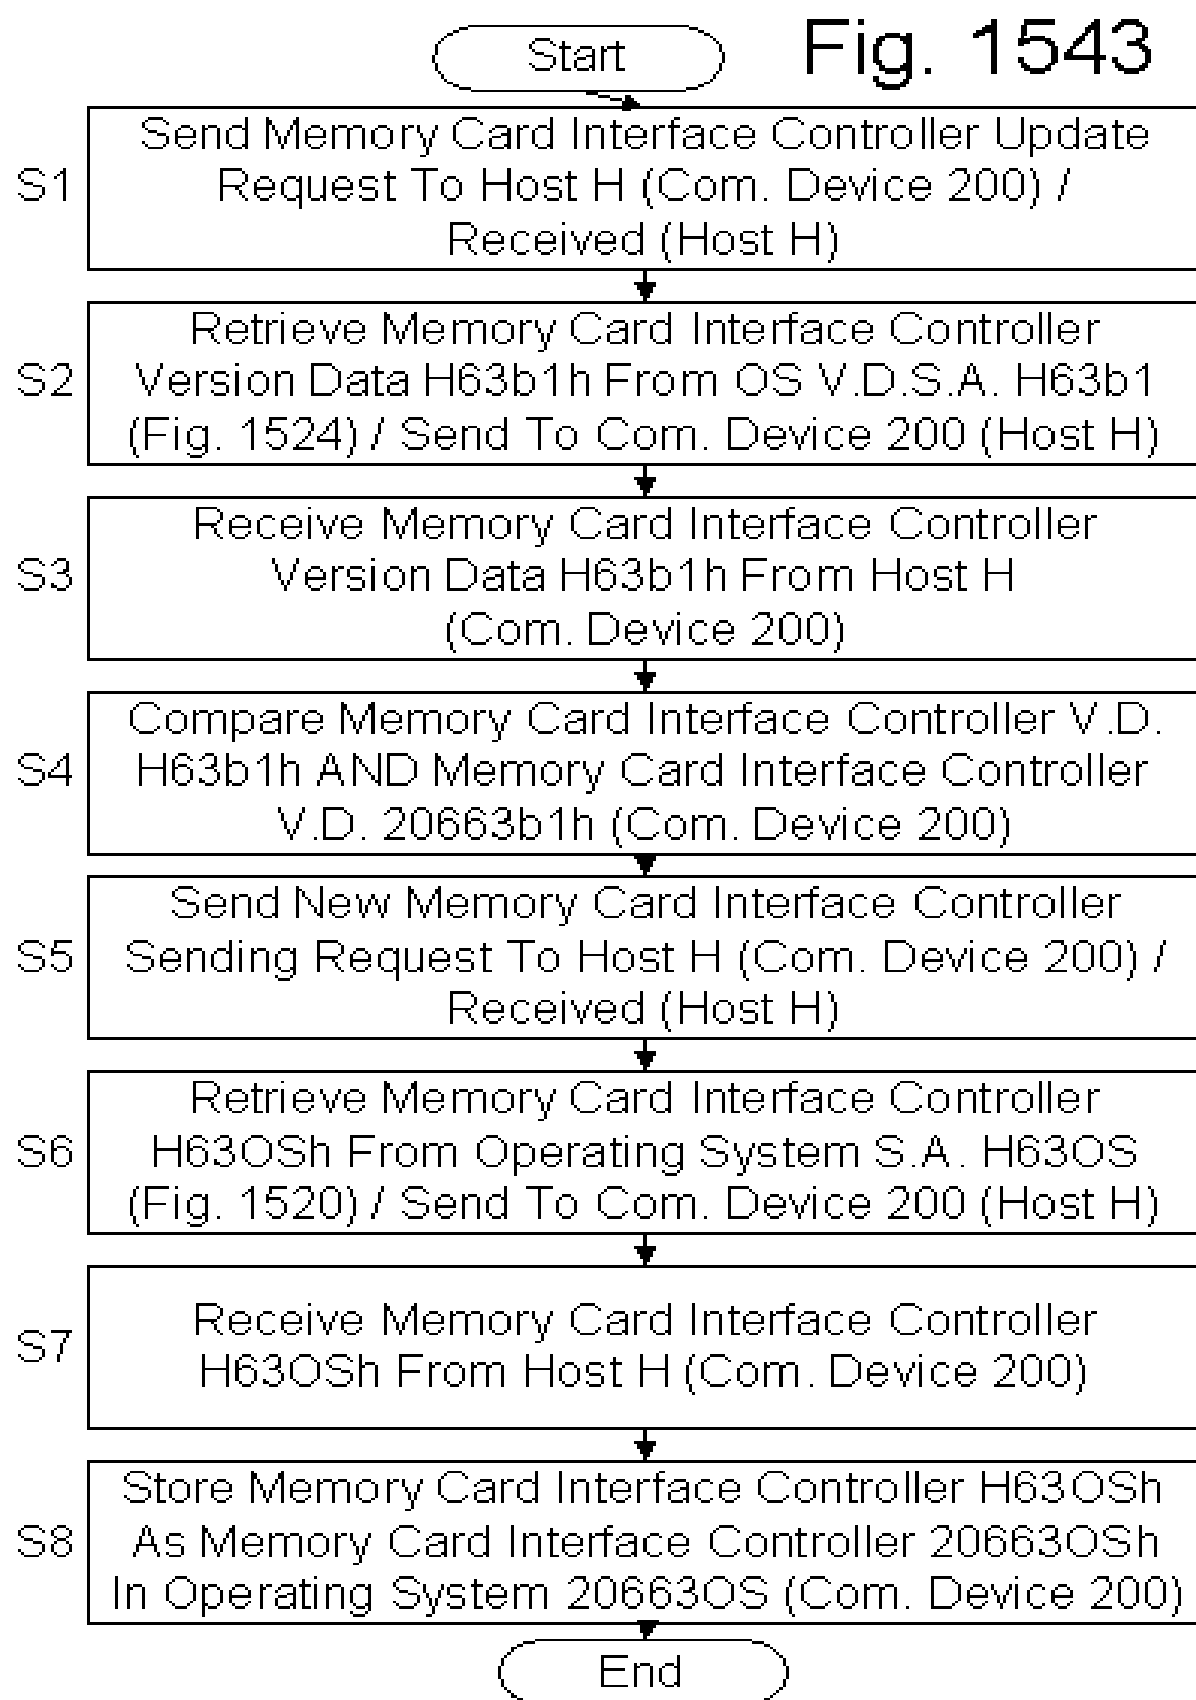 Start
Fig. 1543
S1
Send Memory Card Interface Controller Update
Request To Host H (Com. Device 200) /
Received (Host H)
S2
Retrieve Memory Card Interface Controller
Version Data H63b1h From OS V.D.S.A. H63b1
(Fig. 1524) / Send To Com. Device 200 (Host H)
S3
Receive Memory Card Interface Controller
Version Data H63b1h From Host H
(Com. Device 200)
S4
Compare Memory Card Interface Controller V.D.
H63b1h AND Memory Card Interface Controller
V.D. 20663b1h (Com. Device 200)
S5
Send New Memory Card Interface Controller
Sending Request To Host H (Com. Device 200) /
Received (Host H)
S6
Retrieve Memory Card Interface Controller
H63OSh From Operating System S.A. H63OS
(Fig. 1520) / Send To Com. Device 200 (Host H)
S7
Receive Memory Card Interface Controller
H63OSh From Host H (Com. Device 200)
S8
Store Memory Card Interface Controller H63OSh
As Memory Card Interface Controller 20663OSh
In Operating System 20663OS (Com. Device 200)
End